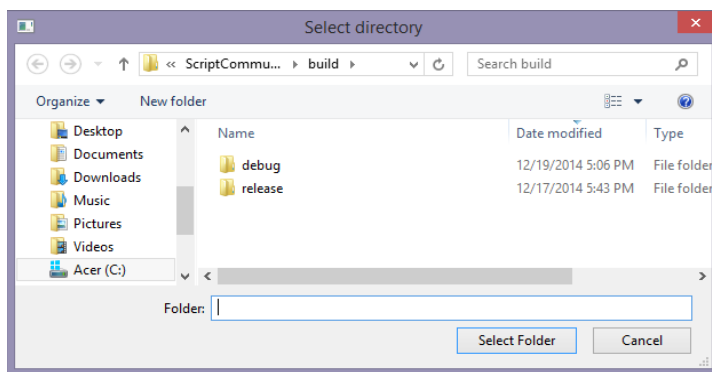 Select directory
« ScriptCommu... build
Search build
Organize New folder
Name Date modified Type
Desktop
Documents
Downloads
Music
Pictures
Videos
Acer (C:)
debug 12/19/2014 5:06 PM File folder
release 12/17/2014 5:43 PM File folder
Folder:
Select Folder Cancel